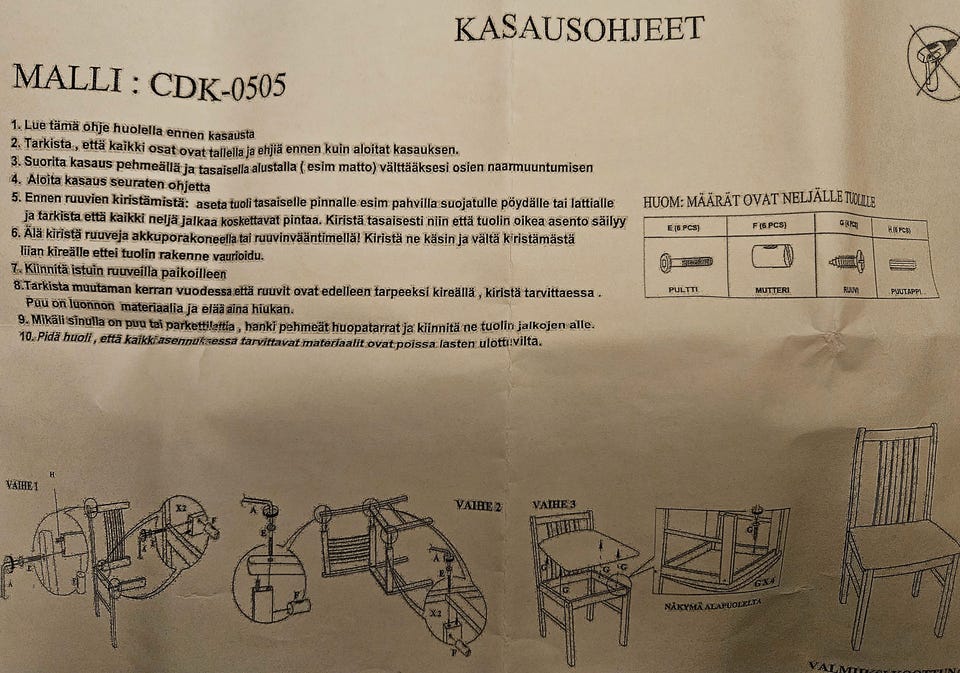 KASAUSOHJEET
MALLI : CDK-0505
1. Lue tämä ohje huolella ennen kasausta
2. Tarkista , että kaikki osat ovat tallella ja ehjiä ennen kuin aloitat kasauksen.
3. Suorita kasaus pehmeällä ja tasaisella alustalla ( esim matto) välttääksesi osien naarmuuntumisen
4. Aloita kasaus seuraten ohjetta
5. Ennen ruuvien kiristämistä: aseta tuoli tasaiselle pinnalle esim pahvilla suojatulle pöydälle tai lattialle
ja tarkista että kaikki neljä jalkaa koskettavat pintaa. Kiristä tasaisesti niin että tuolin oikea asento säilyy
6. Älä kiristä ruuveja akkuporakoneella tai ruuvinvääntimellä! Kiristä ne käsin ja vältä kiristämästä
liian kireälle ettei tuolin rakenne vaurioidu.
7. Kiinnitä istuin ruuveilla paikoilleen
8.Tarkista muutaman kerran vuodessa että ruuvit ovat edelleen tarpeeksi kireällä , kiristä tarvittaessa .
Puu on luonnon materiaalia ja elää aina hiukan.
9. Mikäli sinulla on puu tai parkettilattia , hanki pehmeät huopatarrat ja kiinnitä ne tuolin jalkojen alle.
10. Pidä huoli , että kaikki asennuksessa tarvittavat materiaalit ovat poissa lasten ulottuvilta.
HUOM: MÄÄRÄT OVAT NELJÄLLE TUOLILLE
E (6 PCS) F (6 PCS) G (4 PCS) H (6 PCS)
PULTTI MUTTERI RUUVI PUUTAPPI
VAIHE 1
H
X2
F
A
E
VAIHE 2
A
E
F
A
E
X2
F
VAIHE 3
G
G
G
GX4
NÄKYMÄ ALAPUOLELTA